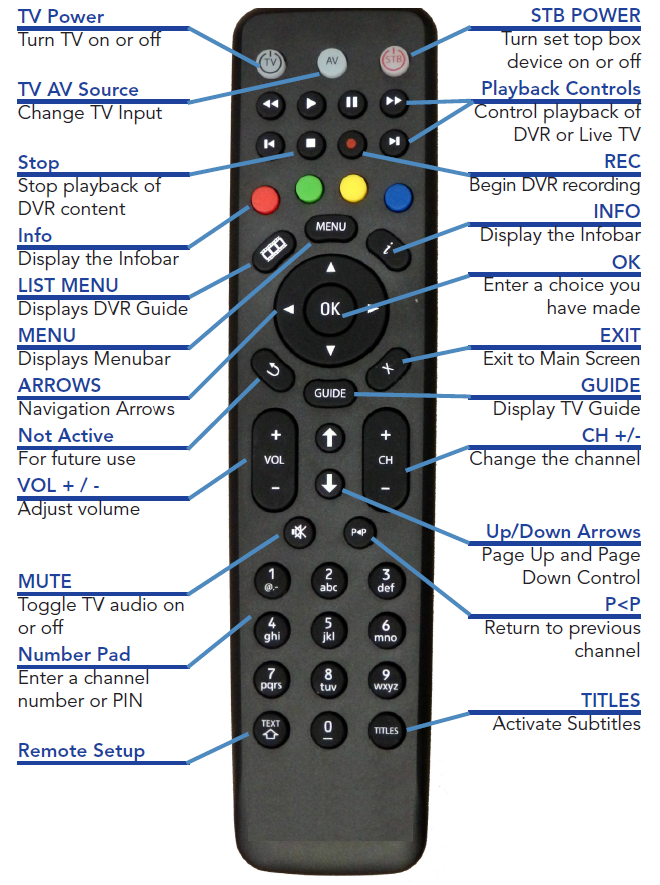 TV Power
Turn TV on or off
TV AV Source
Change TV Input
Stop
Stop playback of
DVR content
Info
Display the Infobar
LIST MENU
Displays DVR Guide
MENU
Displays Menubar
ARROWS
Navigation Arrows
Not Active
For future use
VOL + / -
Adjust volume
MUTE
Toggle TV audio on
or off
Number Pad
Enter a channel
number or PIN
Remote Setup
TV
AV
STB
MENU
i
OK
GUIDE
+ +
VOL CH
- -
P<P
1 2 3
@.- abc def
4 5 6
ghi jkl mno
7 8 9
pqrs tuv wxyz
TEXT 0 TITLES
STB POWER
Turn set top box
device on or off
Playback Controls
Control playback of
DVR or Live TV
REC
Begin DVR recording
INFO
Display the Infobar
OK
Enter a choice you
have made
EXIT
Exit to Main Screen
GUIDE
Display TV Guide
CH +/-
Change the channel
Up/Down Arrows
Page Up and Page
Down Control
P<P
Return to previous
channel
TITLES
Activate Subtitles